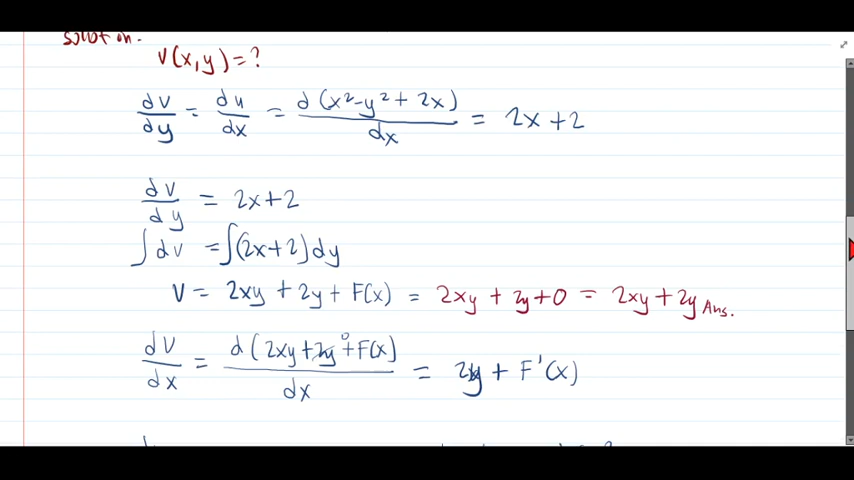 V(x,y)=?
dV/dy = du/dx = d(x²-y²+2x)/dx = 2x+2
dV/dy = 2x+2
∫dv = ∫(2x+2)dy
V = 2xy + 2y + F(x) = 2xy + 2y + 0 = 2xy + 2y Ans.
dV/dx = d(2xy+2y⁰+F(x))/dx = 2y + F'(x)